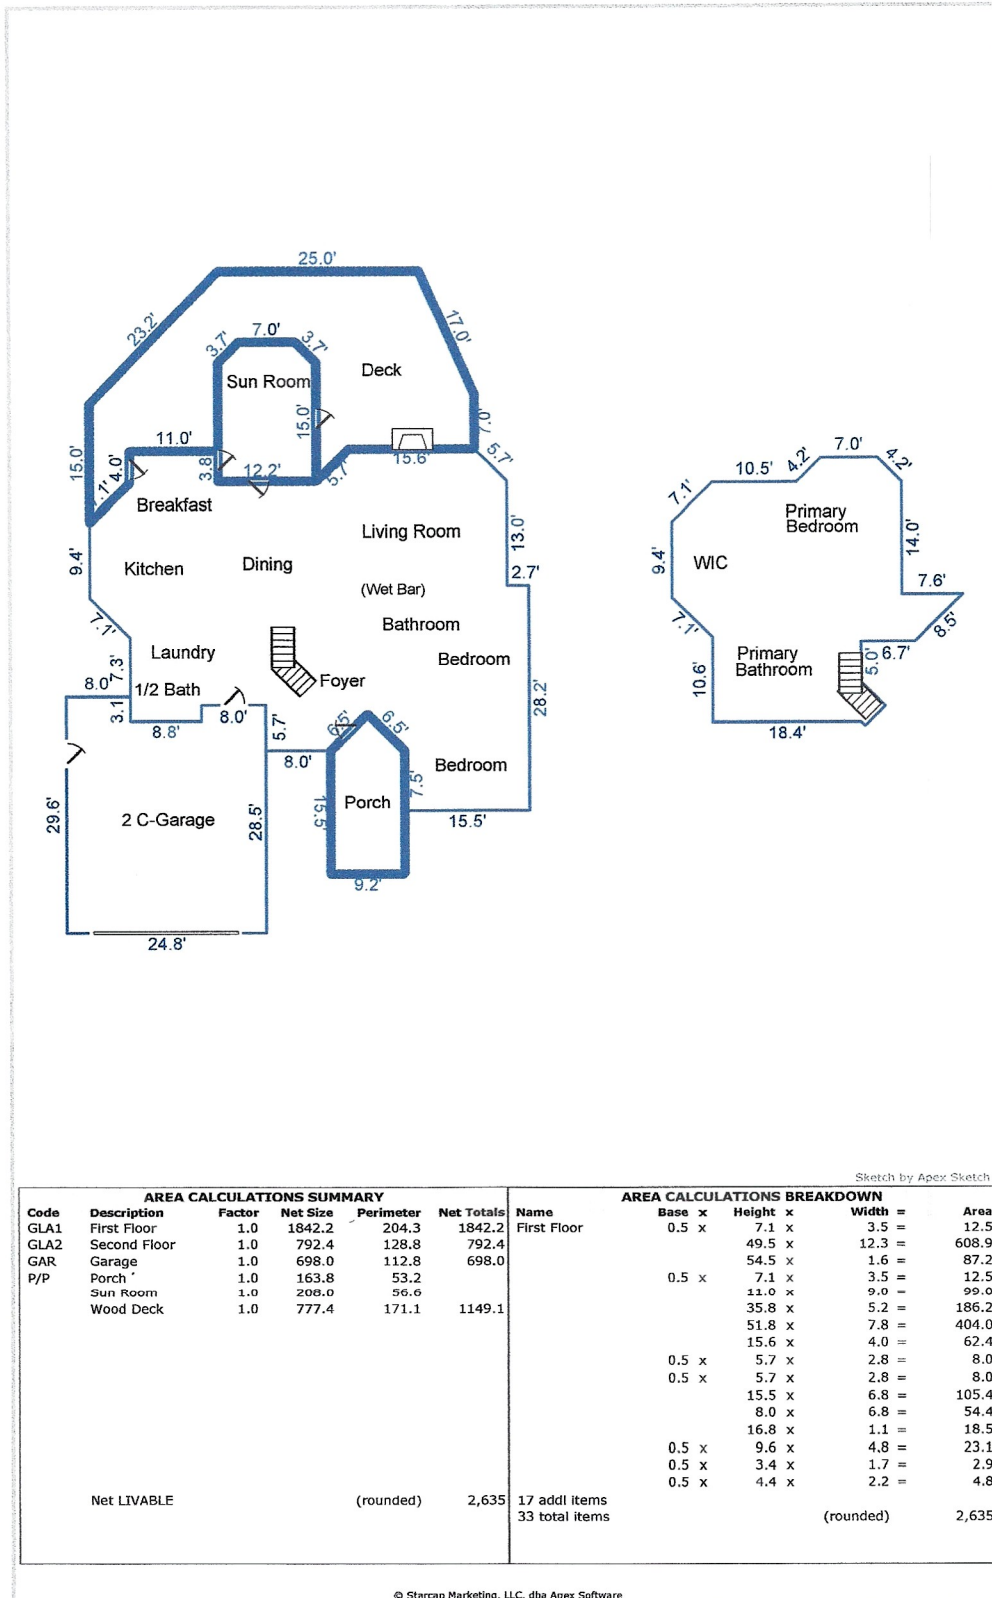 25.0'
23.2'
17.0'
7.0'
3.7'
3.7'
Sun Room
Deck
15.0'
7.0'
15.0'
11.0'
4.0'
3.8'
12.2'
5.7'
15.6'
5.7'
7.1'
Breakfast
Living Room
13.0'
9.4'
Kitchen
Dining
2.7'
(Wet Bar)
7.1'
Bathroom
Laundry
Bedroom
7.3'
8.0'
1/2 Bath
Foyer
3.1'
8.8'
8.0'
5.7'
6.5'
6.5'
28.2'
8.0'
Bedroom
7.5'
Porch
15.5'
15.5'
29.6'
2 C-Garage
28.5'
9.2'
24.8'
7.0'
4.2'
4.2'
10.5'
7.1'
Primary
Bedroom
14.0'
9.4'
WIC
7.6'
8.5'
7.1'
Primary
Bathroom
5.0'
6.7'
10.6'
18.4'
Sketch by Apex Sketch
AREA CALCULATIONS SUMMARY
Code Description Factor Net Size Perimeter Net Totals
GLA1 First Floor 1.0 1842.2 204.3 1842.2
GLA2 Second Floor 1.0 792.4 128.8 792.4
GAR Garage 1.0 698.0 112.8 698.0
P/P Porch 1.0 163.8 53.2
Sun Room 1.0 208.0 56.6
Wood Deck 1.0 777.4 171.1 1149.1
Net LIVABLE (rounded) 2,635
AREA CALCULATIONS BREAKDOWN
Name Base x Height x Width = Area
First Floor 0.5 x 7.1 x 3.5 = 12.5
49.5 x 12.3 = 608.9
54.5 x 1.6 = 87.2
0.5 x 7.1 x 3.5 = 12.5
11.0 x 9.0 = 99.0
35.8 x 5.2 = 186.2
51.8 x 7.8 = 404.0
15.6 x 4.0 = 62.4
0.5 x 5.7 x 2.8 = 8.0
0.5 x 5.7 x 2.8 = 8.0
15.5 x 6.8 = 105.4
8.0 x 6.8 = 54.4
16.8 x 1.1 = 18.5
0.5 x 9.6 x 4.8 = 23.1
0.5 x 3.4 x 1.7 = 2.9
0.5 x 4.4 x 2.2 = 4.8
17 addl items
33 total items (rounded) 2,635
© Starcap Marketing, LLC. dba Apex Software